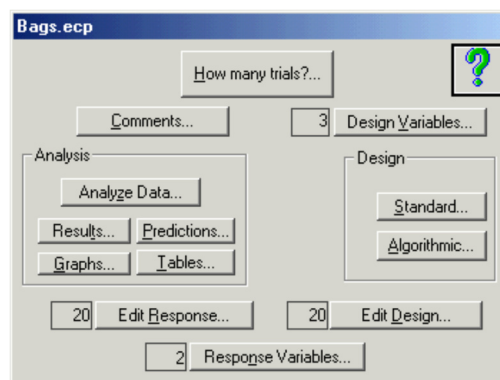 Bags.ecp
How many trials?...
Comments...
3 Design Variables...
Analysis
Analyze Data...
Results... Predictions...
Graphs... Tables...
Design
Standard...
Algorithmic...
20 Edit Response...
20 Edit Design...
2 Response Variables...